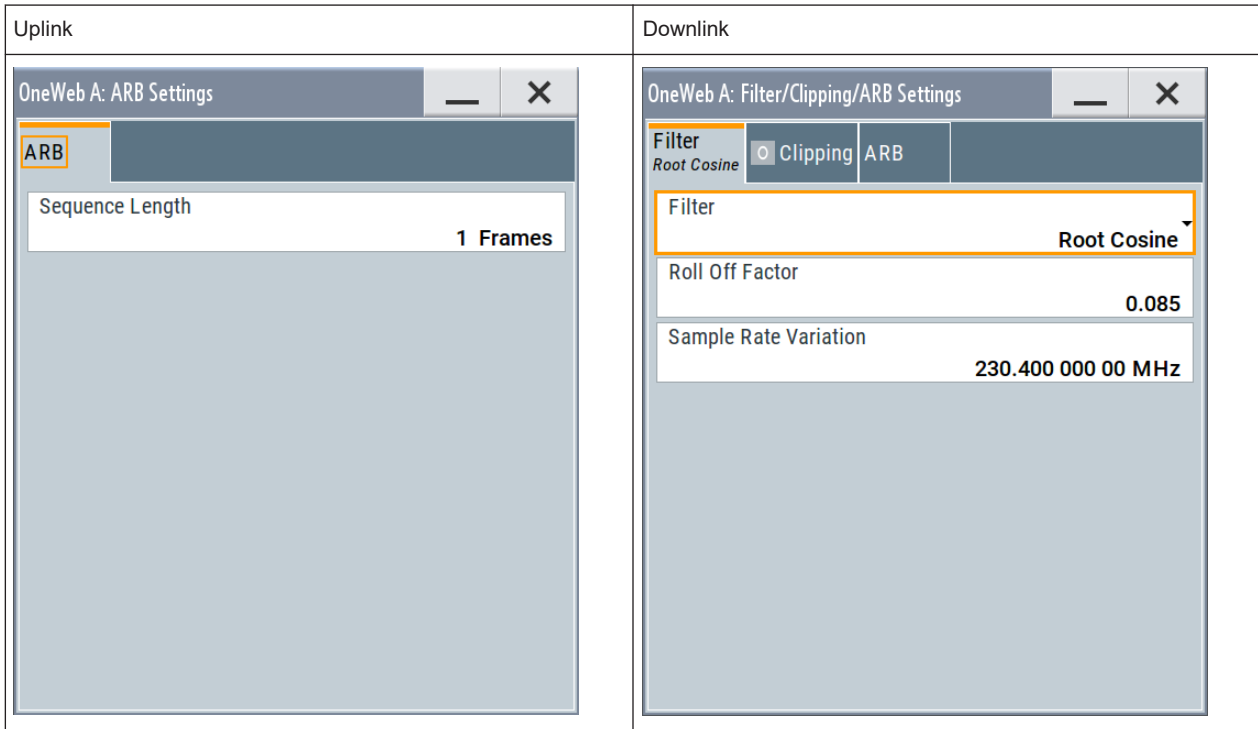 Uplink
Downlink
OneWeb A: ARB Settings
ARB
Sequence Length
1 Frames
OneWeb A: Filter/Clipping/ARB Settings
Filter
Root Cosine
Clipping
ARB
Filter
Root Cosine
Roll Off Factor
0.085
Sample Rate Variation
230.400 000 00 MHz